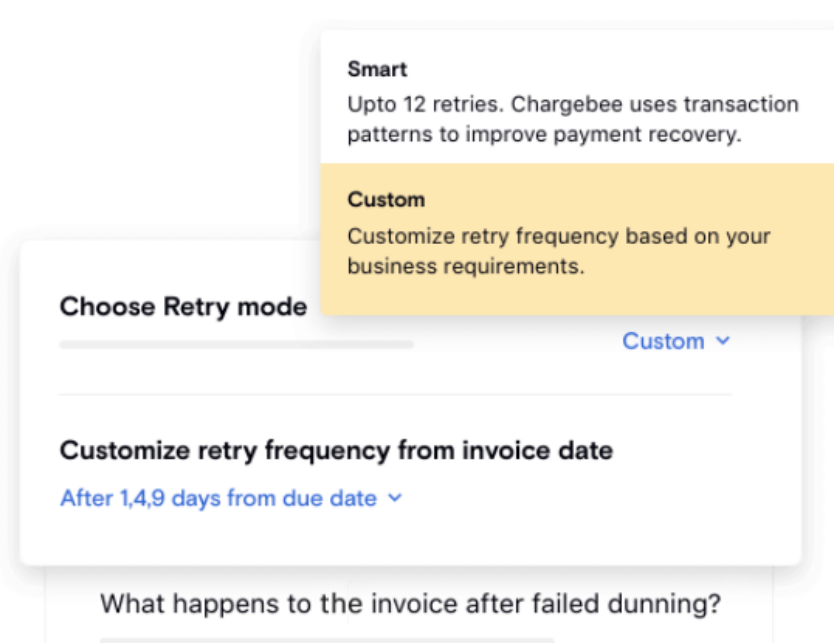 Smart
Upto 12 retries. Chargebee uses transaction
patterns to improve payment recovery.
Custom
Customize retry frequency based on your
business requirements.
Choose Retry mode
Custom
Customize retry frequency from invoice date
After 1,4,9 days from due date
What happens to the invoice after failed dunning?